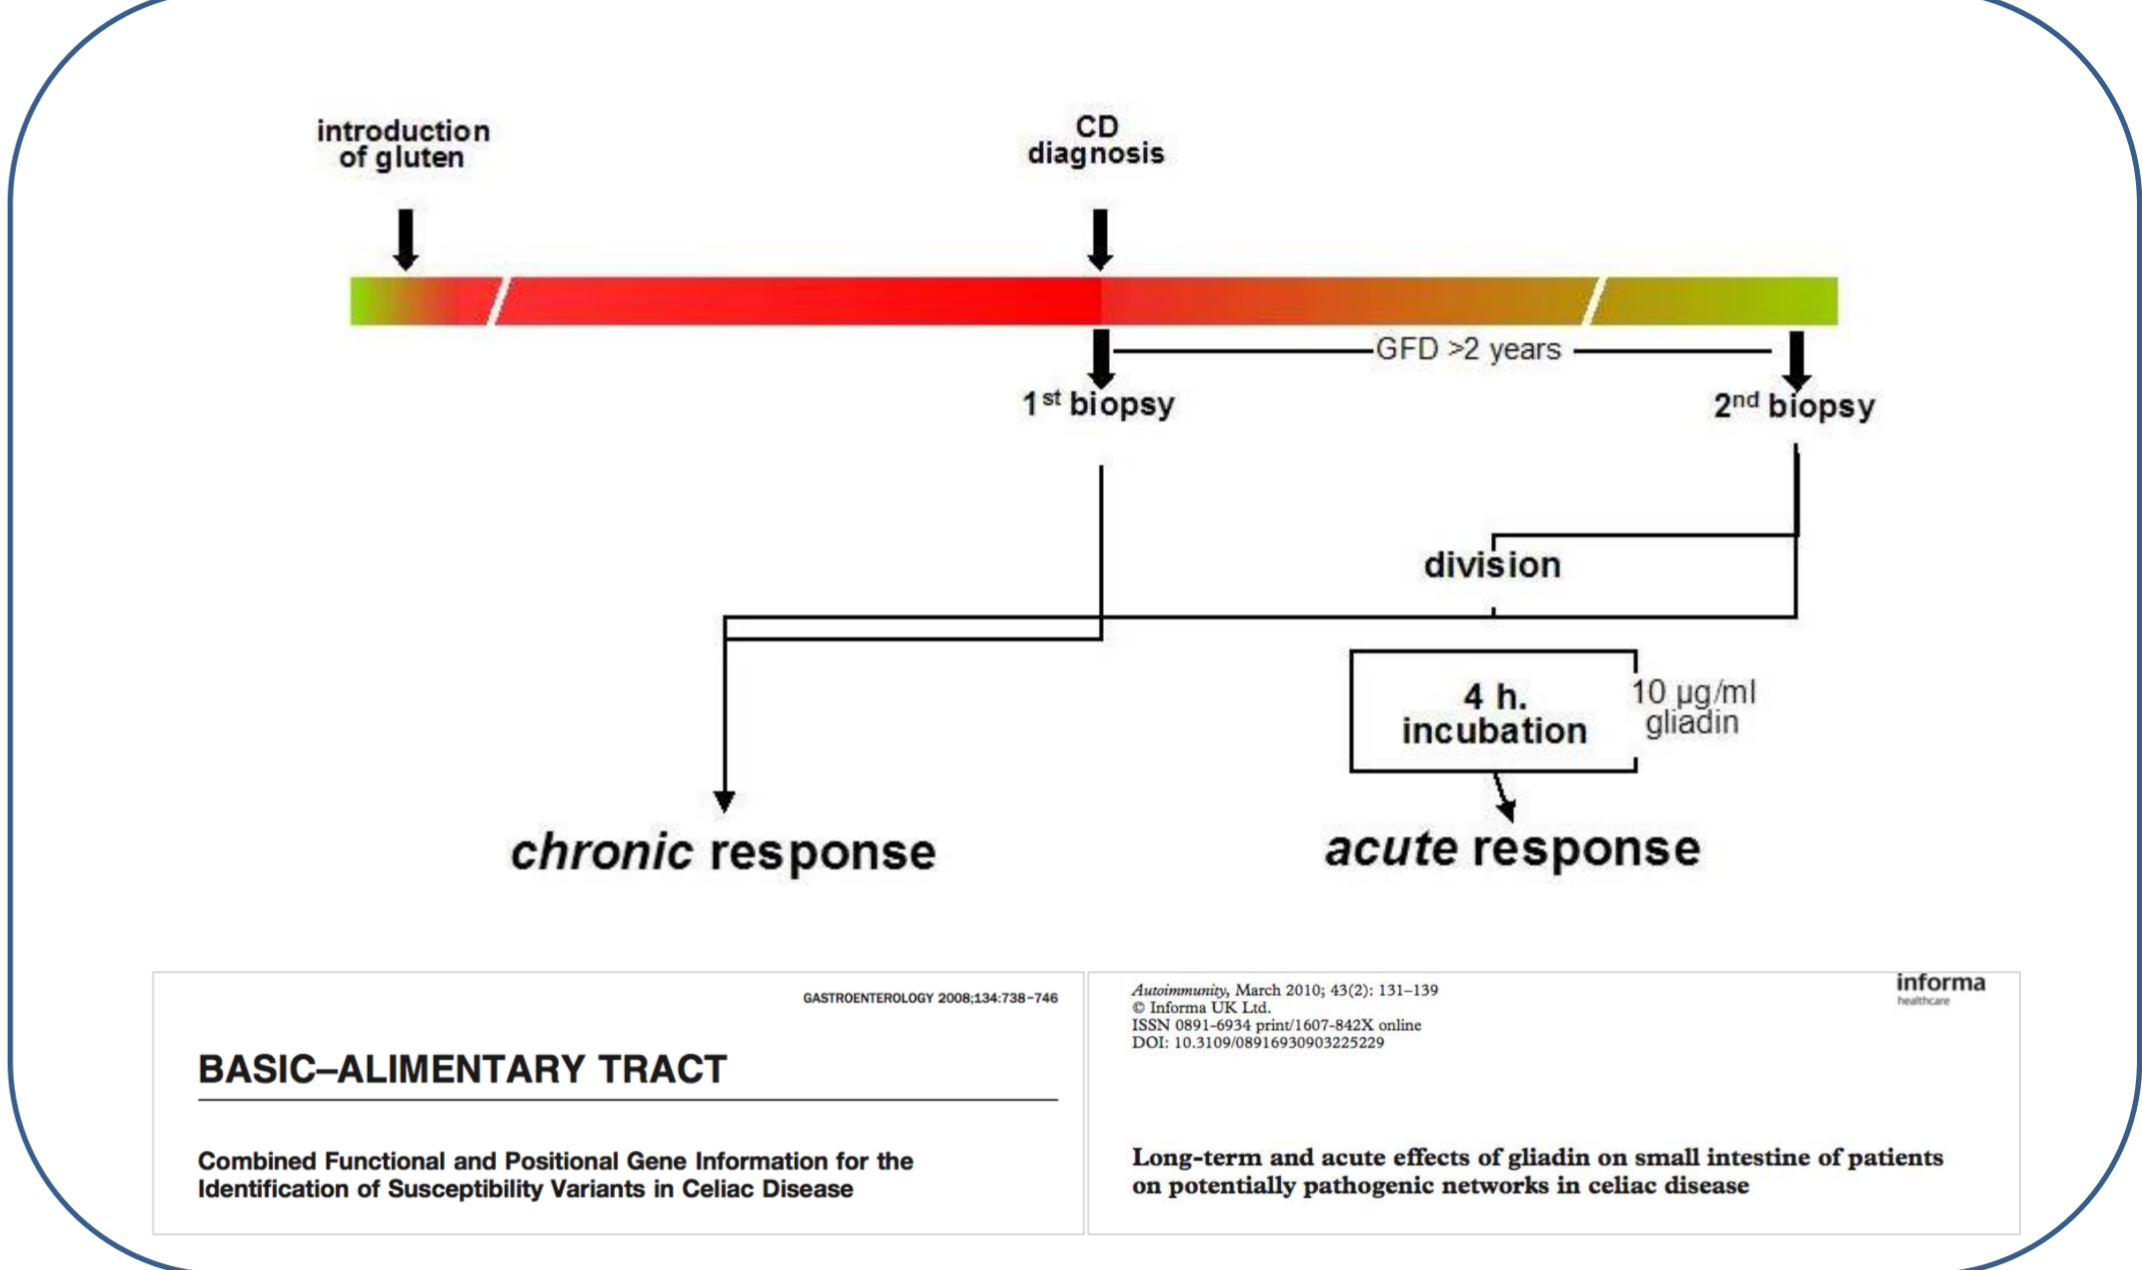 introduction
of gluten
CD
diagnosis
GFD >2 years
1st biopsy
2nd biopsy
division
4 h.
incubation
10 µg/ml
gliadin
chronic response
acute response
GASTROENTEROLOGY 2008;134:738–746
BASIC–ALIMENTARY TRACT
Combined Functional and Positional Gene Information for the
Identification of Susceptibility Variants in Celiac Disease
Autoimmunity, March 2010; 43(2): 131–139
© Informa UK Ltd.
ISSN 0891-6934 print/1607-842X online
DOI: 10.3109/08916930903225229
informa
healthcare
Long-term and acute effects of gliadin on small intestine of patients
on potentially pathogenic networks in celiac disease